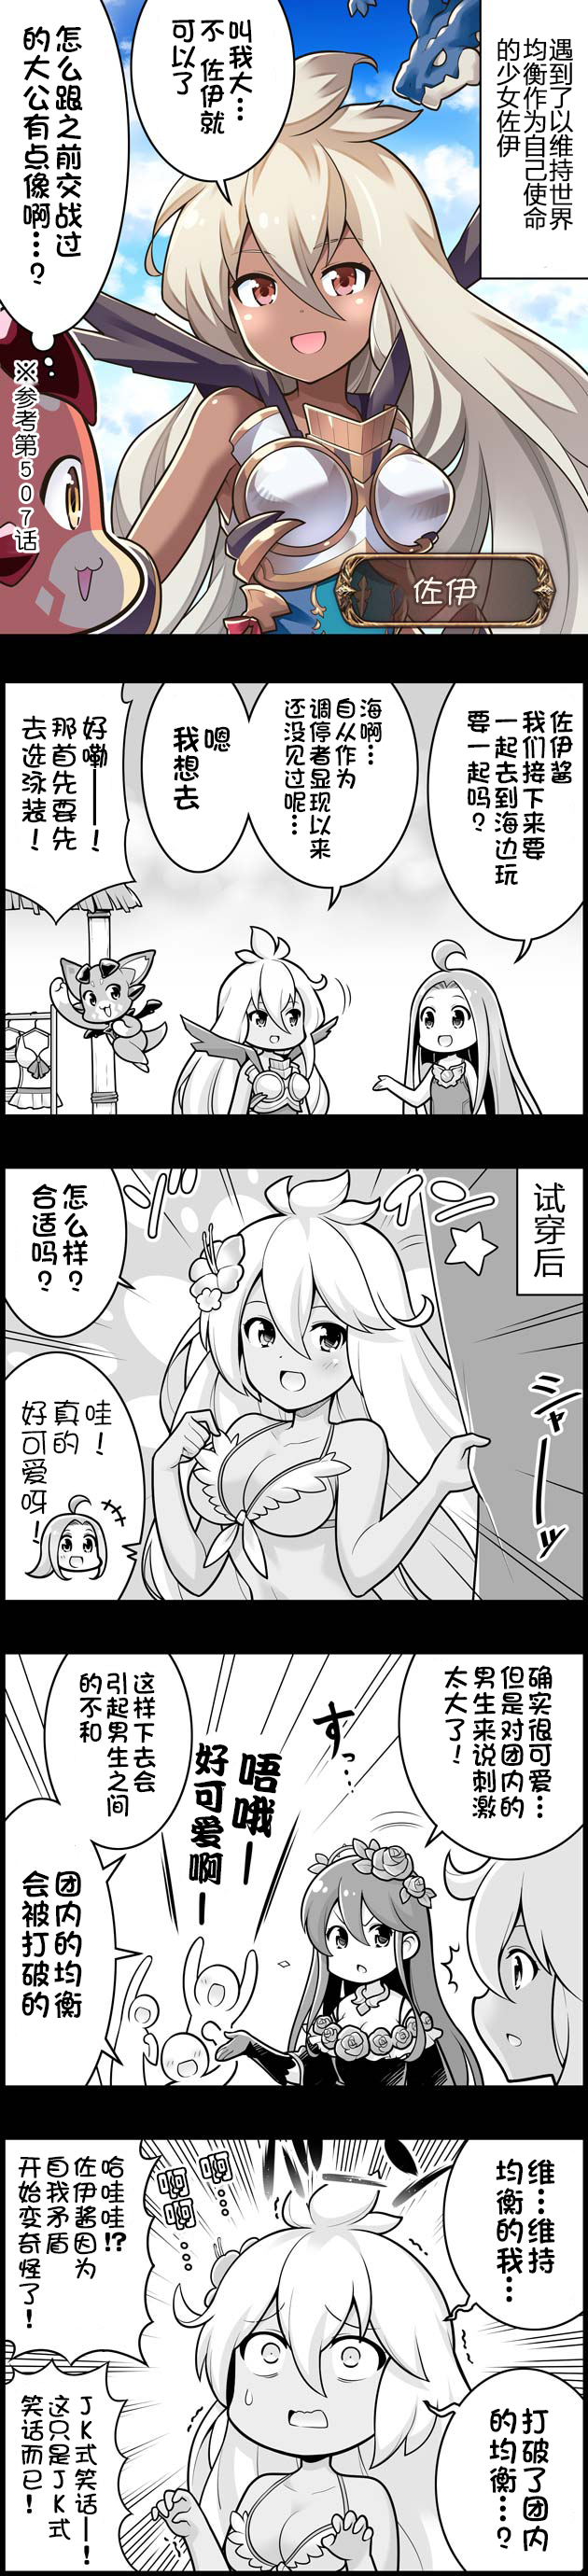 遇到了以维持世界
均衡作为自己使命
的少女佐伊
叫我大…
不 佐伊就
可以了
怎么跟之前交战过
的大公有点像啊…?
※参考第507话
佐伊
佐伊酱
我们接下来要
一起去到海边玩
要一起吗?
海啊…
自从作为
调停者显现以来
还没见过呢…
嗯
我想去
好嘞——!
那首先要先
去选泳装!
试穿后
シャーー
怎么样?
合适吗?
哇!
真的
好可爱呀!
确实很可爱…
但是对团内的
男生来说刺激
太大了!
すっ…
唔哦ー
好可爱啊ー
这样下去会
引起男生之间
的不和
团内的均衡
会被打破的
维…维持
均衡的我…
打破了团内
的均衡…?
啊…
啊啊…
哈哇哇!?
佐伊酱因为
自我矛盾
开始变奇怪了!
JK式笑话—!
这只是JK式
笑话而已!